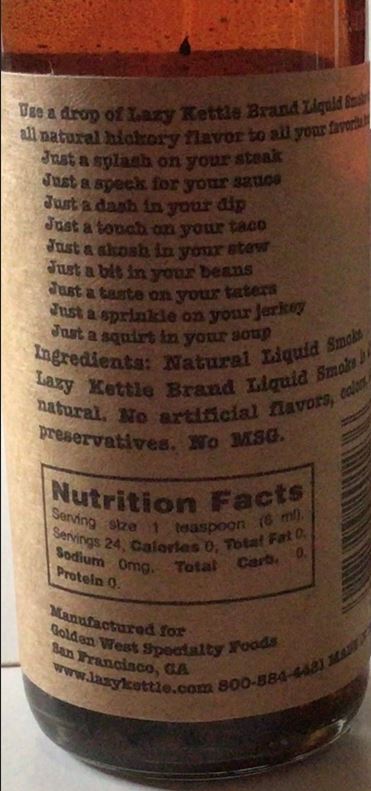 Use a drop of Lazy Kettle Brand Liquid Smoke
all natural hickory flavor to all your favorite
Just a splash on your steak
Just a speck for your sauce
Just a dash in your dip
Just a touch on your taco
Just a skosh in your stew
Just a bit in your beans
Just a taste on your taters
Just a sprinkle on your jerkey
Just a squirt in your soup
Ingredients: Natural Liquid Smoke.
Lazy Kettle Brand Liquid Smoke is
natural. No artificial flavors, colors,
preservatives. No MSG.
Nutrition Facts
Serving size 1 teaspoon (5 ml).
Servings 24, Calories 0, Total Fat 0,
Sodium 0mg, Total Carb. 0,
Protein 0.
Manufactured for
Golden West Specialty Foods
San Francisco, CA
www.lazykettle.com 800-584-4481 Made